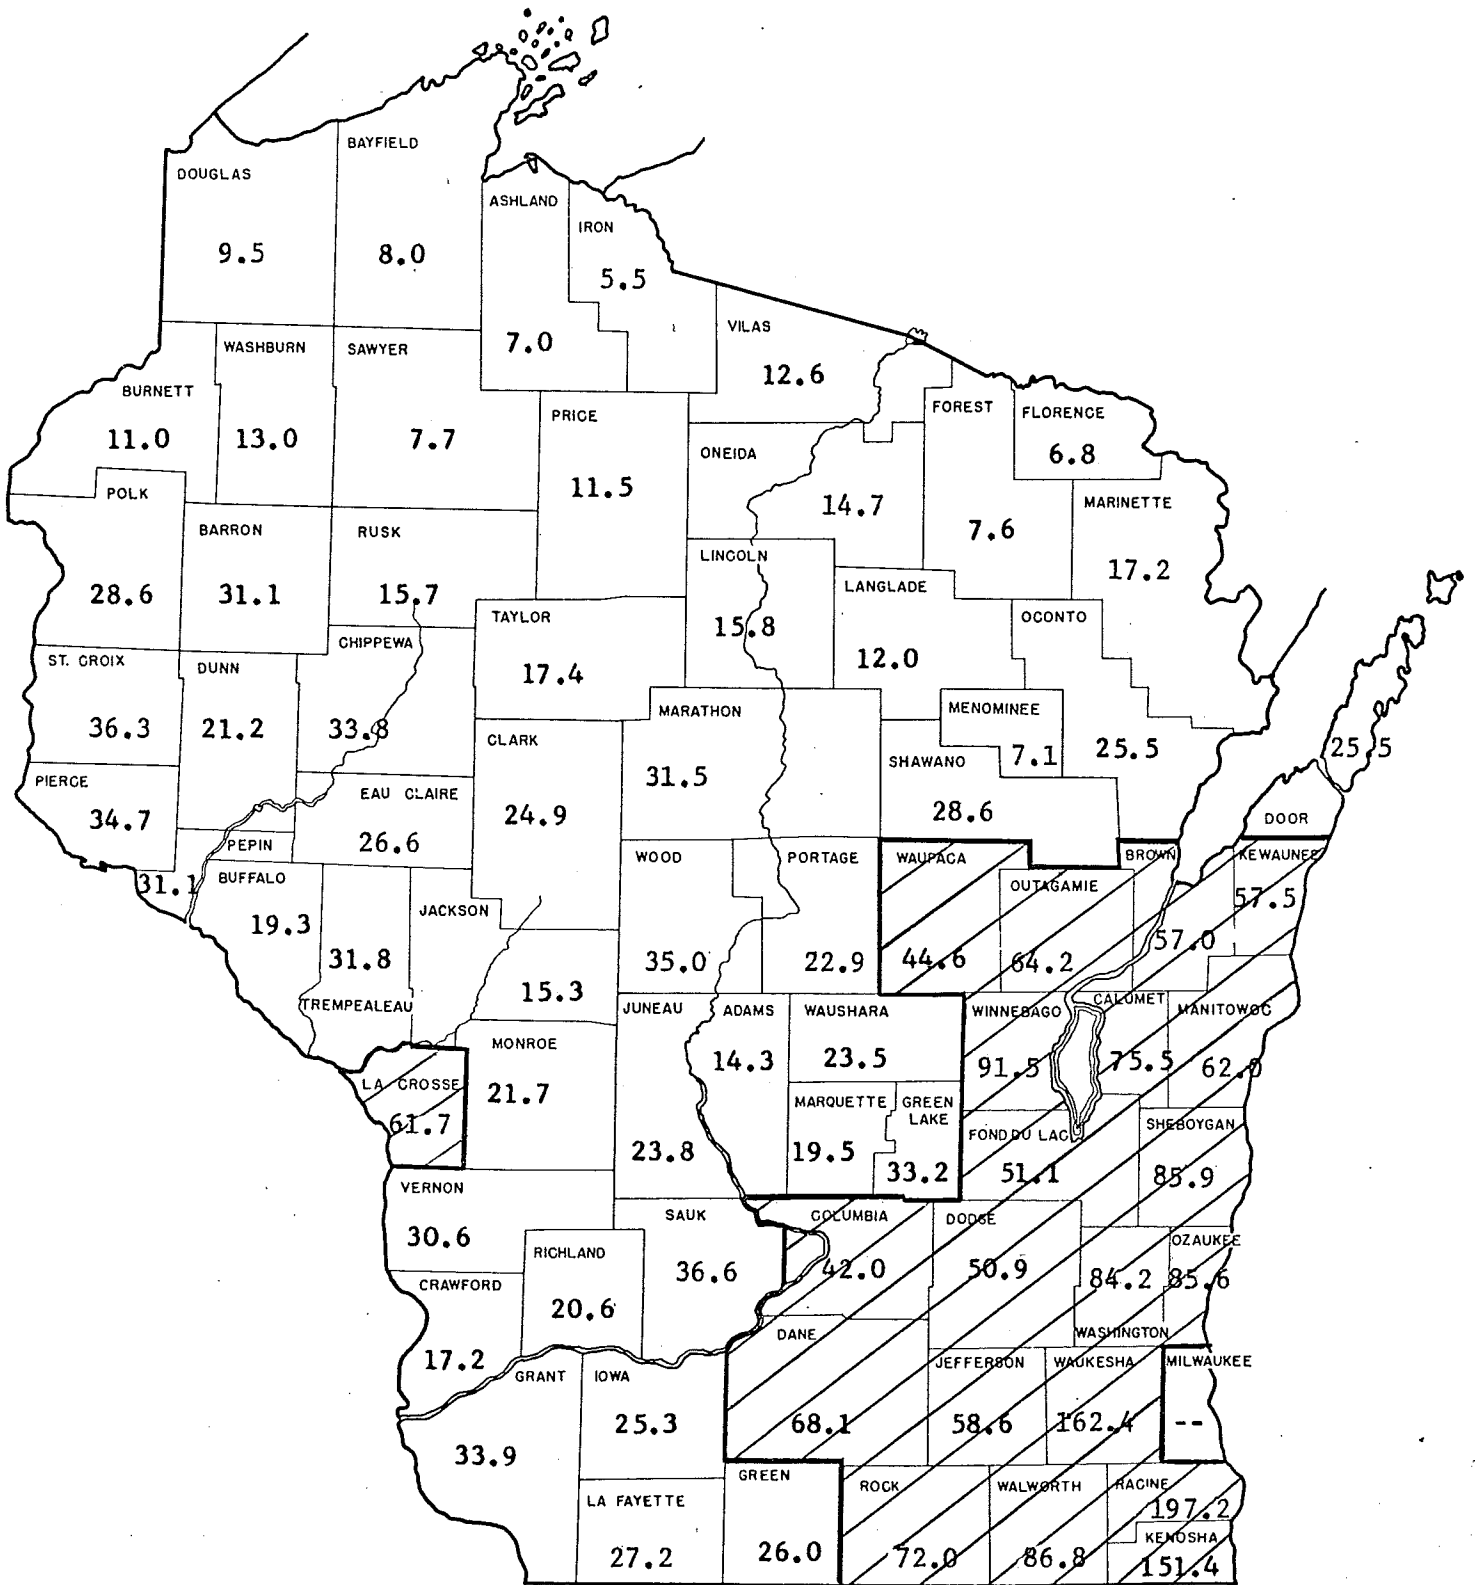 BAYFIELD
8.0
DOUGLAS
9.5
ASHLAND
7.0
IRON
5.5
VILAS
12.6
WASHBURN
13.0
SAWYER
7.7
BURNETT
11.0
PRICE
11.5
FOREST
7.6
FLORENCE
6.8
ONEIDA
14.7
POLK
28.6
MARINETTE
17.2
BARRON
31.1
RUSK
15.7
LINCOLN
15.8
LANGLADE
12.0
TAYLOR
17.4
OCONTO
25.5
CHIPPEWA
33.8
ST. CROIX
36.3
DUNN
21.2
MENOMINEE
7.1
MARATHON
31.5
CLARK
24.9
SHAWANO
28.6
25.5
DOOR
PIERCE
34.7
EAU CLAIRE
26.6
PEPIN
31.1
WOOD
35.0
PORTAGE
22.9
WAUPACA
44.6
BROWN
57.0
KEWAUNEE
57.5
OUTAGAMIE
64.2
BUFFALO
19.3
31.8
TREMPEALEAU
JACKSON
15.3
JUNEAU
23.8
ADAMS
14.3
WAUSHARA
23.5
WINNEBAGO
91.5
CALUMET
75.5
MANITOWOC
62.0
MONROE
21.7
LA CROSSE
61.7
MARQUETTE
19.5
GREEN
LAKE
33.2
FOND DU LAC
51.1
SHEBOYGAN
85.9
VERNON
30.6
SAUK
36.6
COLUMBIA
42.0
DODGE
50.9
OZAUKEE
85.6
84.2
WASHINGTON
RICHLAND
20.6
CRAWFORD
17.2
DANE
68.1
JEFFERSON
58.6
WAUKESHA
162.4
MILWAUKEE
--
GRANT
33.9
IOWA
25.3
GREEN
26.0
ROCK
72.0
WALWORTH
86.8
RACINE
197.2
LA FAYETTE
27.2
KENOSHA
151.4